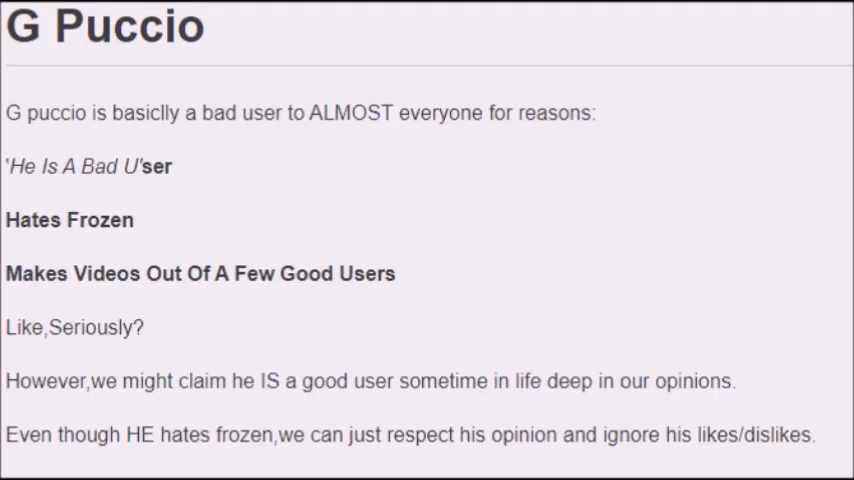 G Puccio
G puccio is basiclly a bad user to ALMOST everyone for reasons:
'He Is A Bad U'ser
Hates Frozen
Makes Videos Out Of A Few Good Users
Like,Seriously?
However,we might claim he IS a good user sometime in life deep in our opinions.
Even though HE hates frozen,we can just respect his opinion and ignore his likes/dislikes.